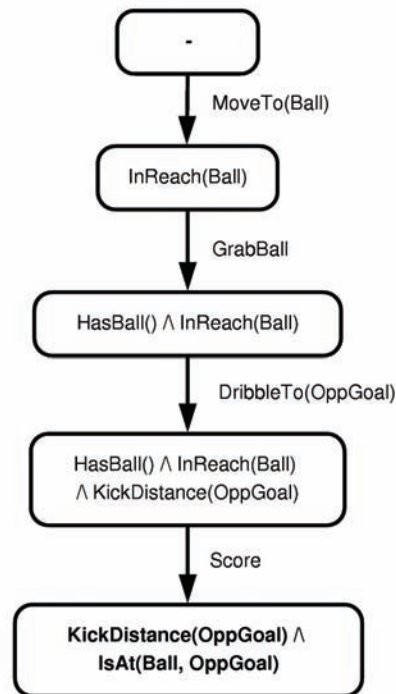 -
MoveTo(Ball)
InReach(Ball)
GrabBall
HasBall() Λ InReach(Ball)
DribbleTo(OppGoal)
HasBall() Λ InReach(Ball)
Λ KickDistance(OppGoal)
Score
KickDistance(OppGoal) Λ
IsAt(Ball, OppGoal)